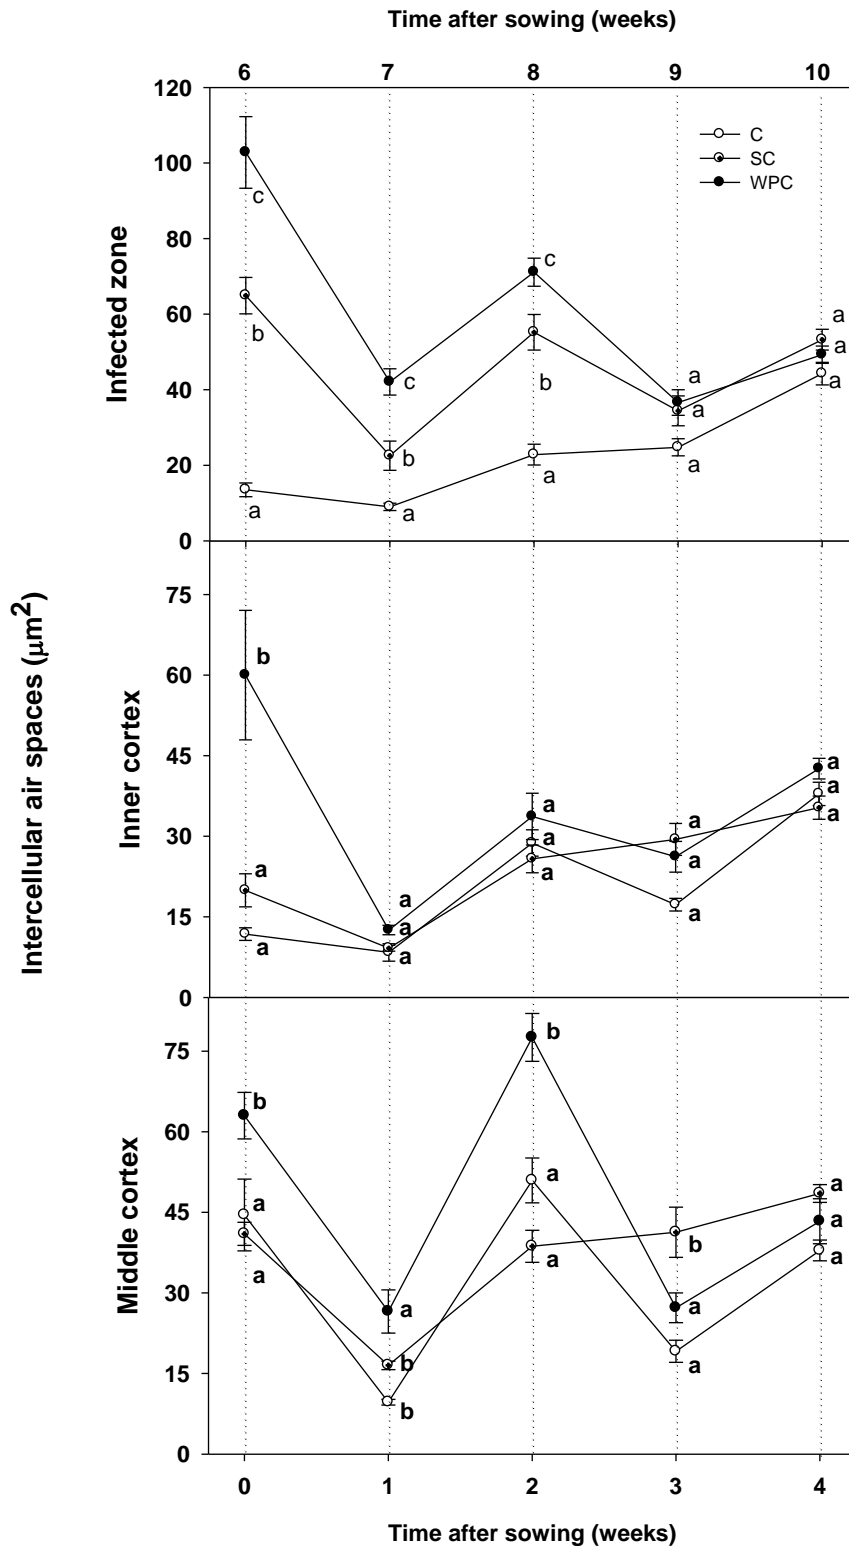 Time after sowing (weeks)
6 7 8 9 10
Infected zone
120
100
80
60
40
20
0
C
SC
WPC
c
b
a
c
b
a
c
b
a
a
a
a
a
a
a
Intercellular air spaces (μm²)
Inner cortex
75
60
45
30
15
0
b
a
a
a
a
a
a
a
a
a
a
a
a
a
a
Middle cortex
75
60
45
30
15
0
b
a
a
a
b
b
b
a
a
b
a
a
a
a
a
0 1 2 3 4
Time after sowing (weeks)